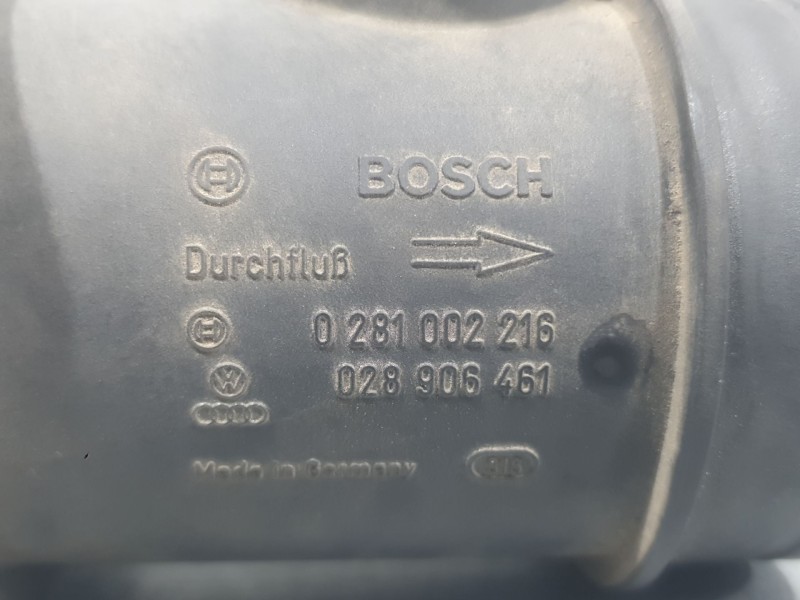 BOSCH
Durchfluß
0 281 002 216
028 906 461
Made in Germany